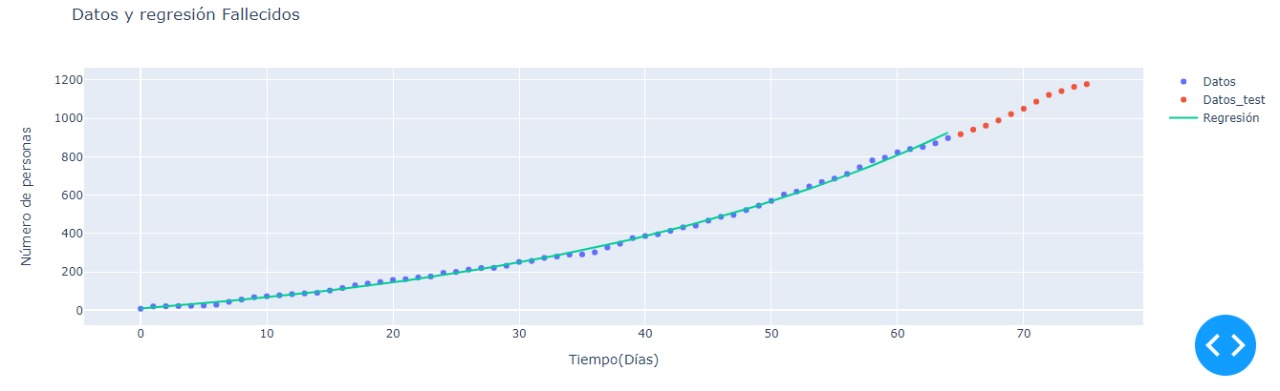 Datos y regresión Fallecidos
Número de personas
1200
1000
800
600
400
200
0
0 10 20 30 40 50 60 70
Tiempo(Días)
Datos
Datos_test
Regresión